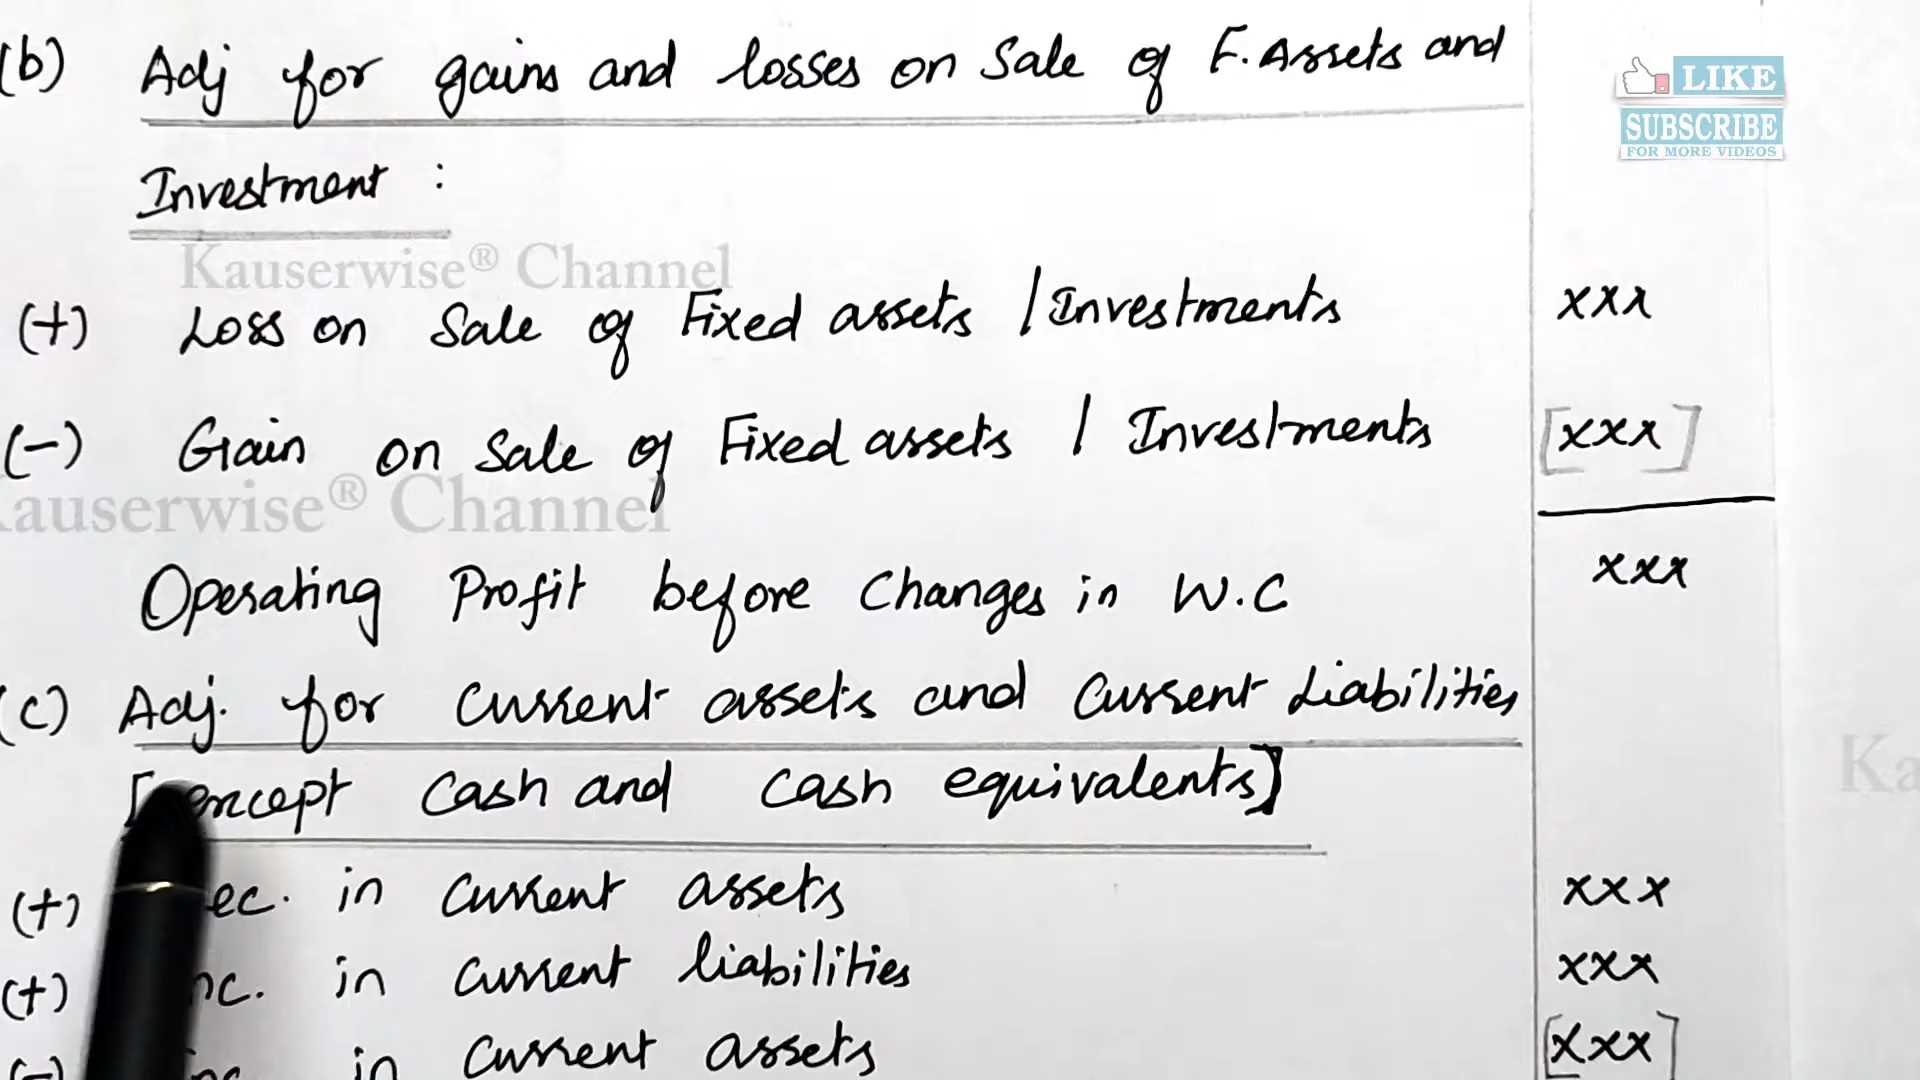 (b) Adj for gains and losses on Sale of F. Assets and
Investment :
(+) Loss on Sale of Fixed assets / Investments xxx
(-) Gain on Sale of Fixed assets / Investments [xxx]
Operating Profit before Changes in W.C xxx
(c) Adj. for Current assets and Current Liabilities
[except Cash and Cash equivalents]
(+) ec. in Current assets xxx
(+) nc. in Current liabilities xxx
(-) in Current assets [xxx]
LIKE
SUBSCRIBE
FOR MORE VIDEOS
Kauserwise® Channel
Kauserwise® Channel
Ka